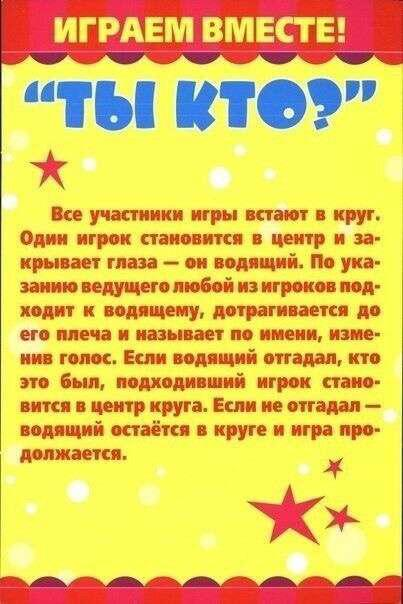 ИГРАЕМ ВМЕСТЕ!
“ТЫ КТО?”
Все участники игры встают в круг.
Один игрок становится в центр и за-
крывает глаза — он водящий. По ука-
занию ведущего любой из игроков под-
ходит к водящему, дотрагивается до
его плеча и называет по имени, изме-
нив голос. Если водящий отгадал, кто
это был, подходивший игрок стано-
вится в центр круга. Если не отгадал —
водящий остаётся в круге и игра про-
должается.